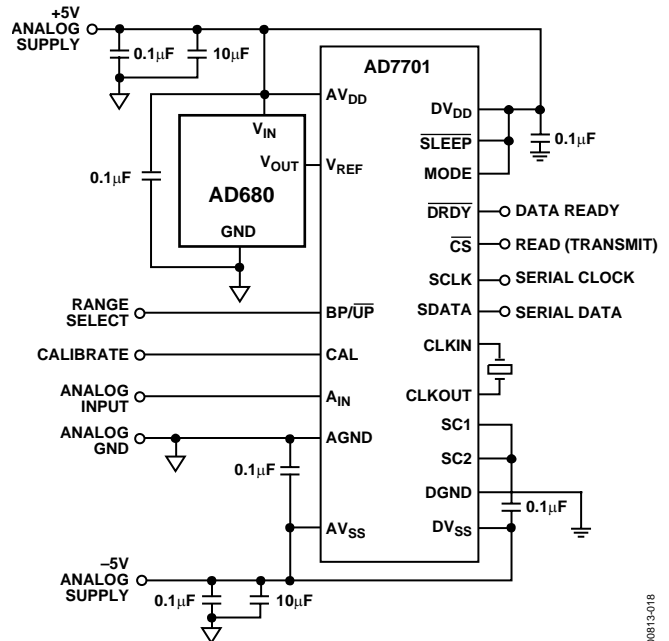 +5V
ANALOG
SUPPLY
0.1μF
10μF
AD7701
AVDD
DVDD
VIN
SLEEP
0.1μF
VOUT
VREF
MODE
0.1μF
AD680
DRDY
DATA READY
GND
CS
READ (TRANSMIT)
SCLK
SERIAL CLOCK
RANGE
SELECT
BP/UP
SDATA
SERIAL DATA
CALIBRATE
CAL
CLKIN
ANALOG
INPUT
AIN
CLKOUT
ANALOG
GND
AGND
SC1
0.1μF
SC2
DGND
0.1μF
AVSS
DVSS
–5V
ANALOG
SUPPLY
0.1μF
10μF
00813-018